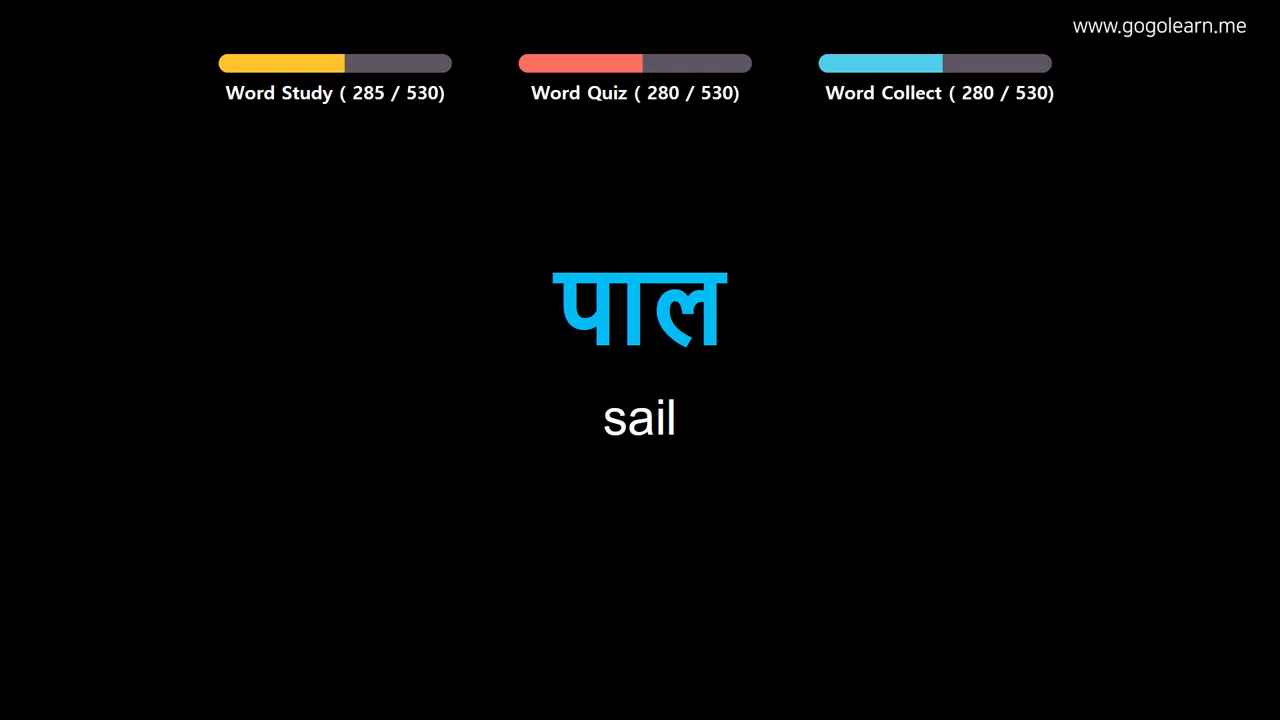 www.gogolearn.me
Word Study ( 285 / 530)
Word Quiz ( 280 / 530)
Word Collect ( 280 / 530)
पाल
sail